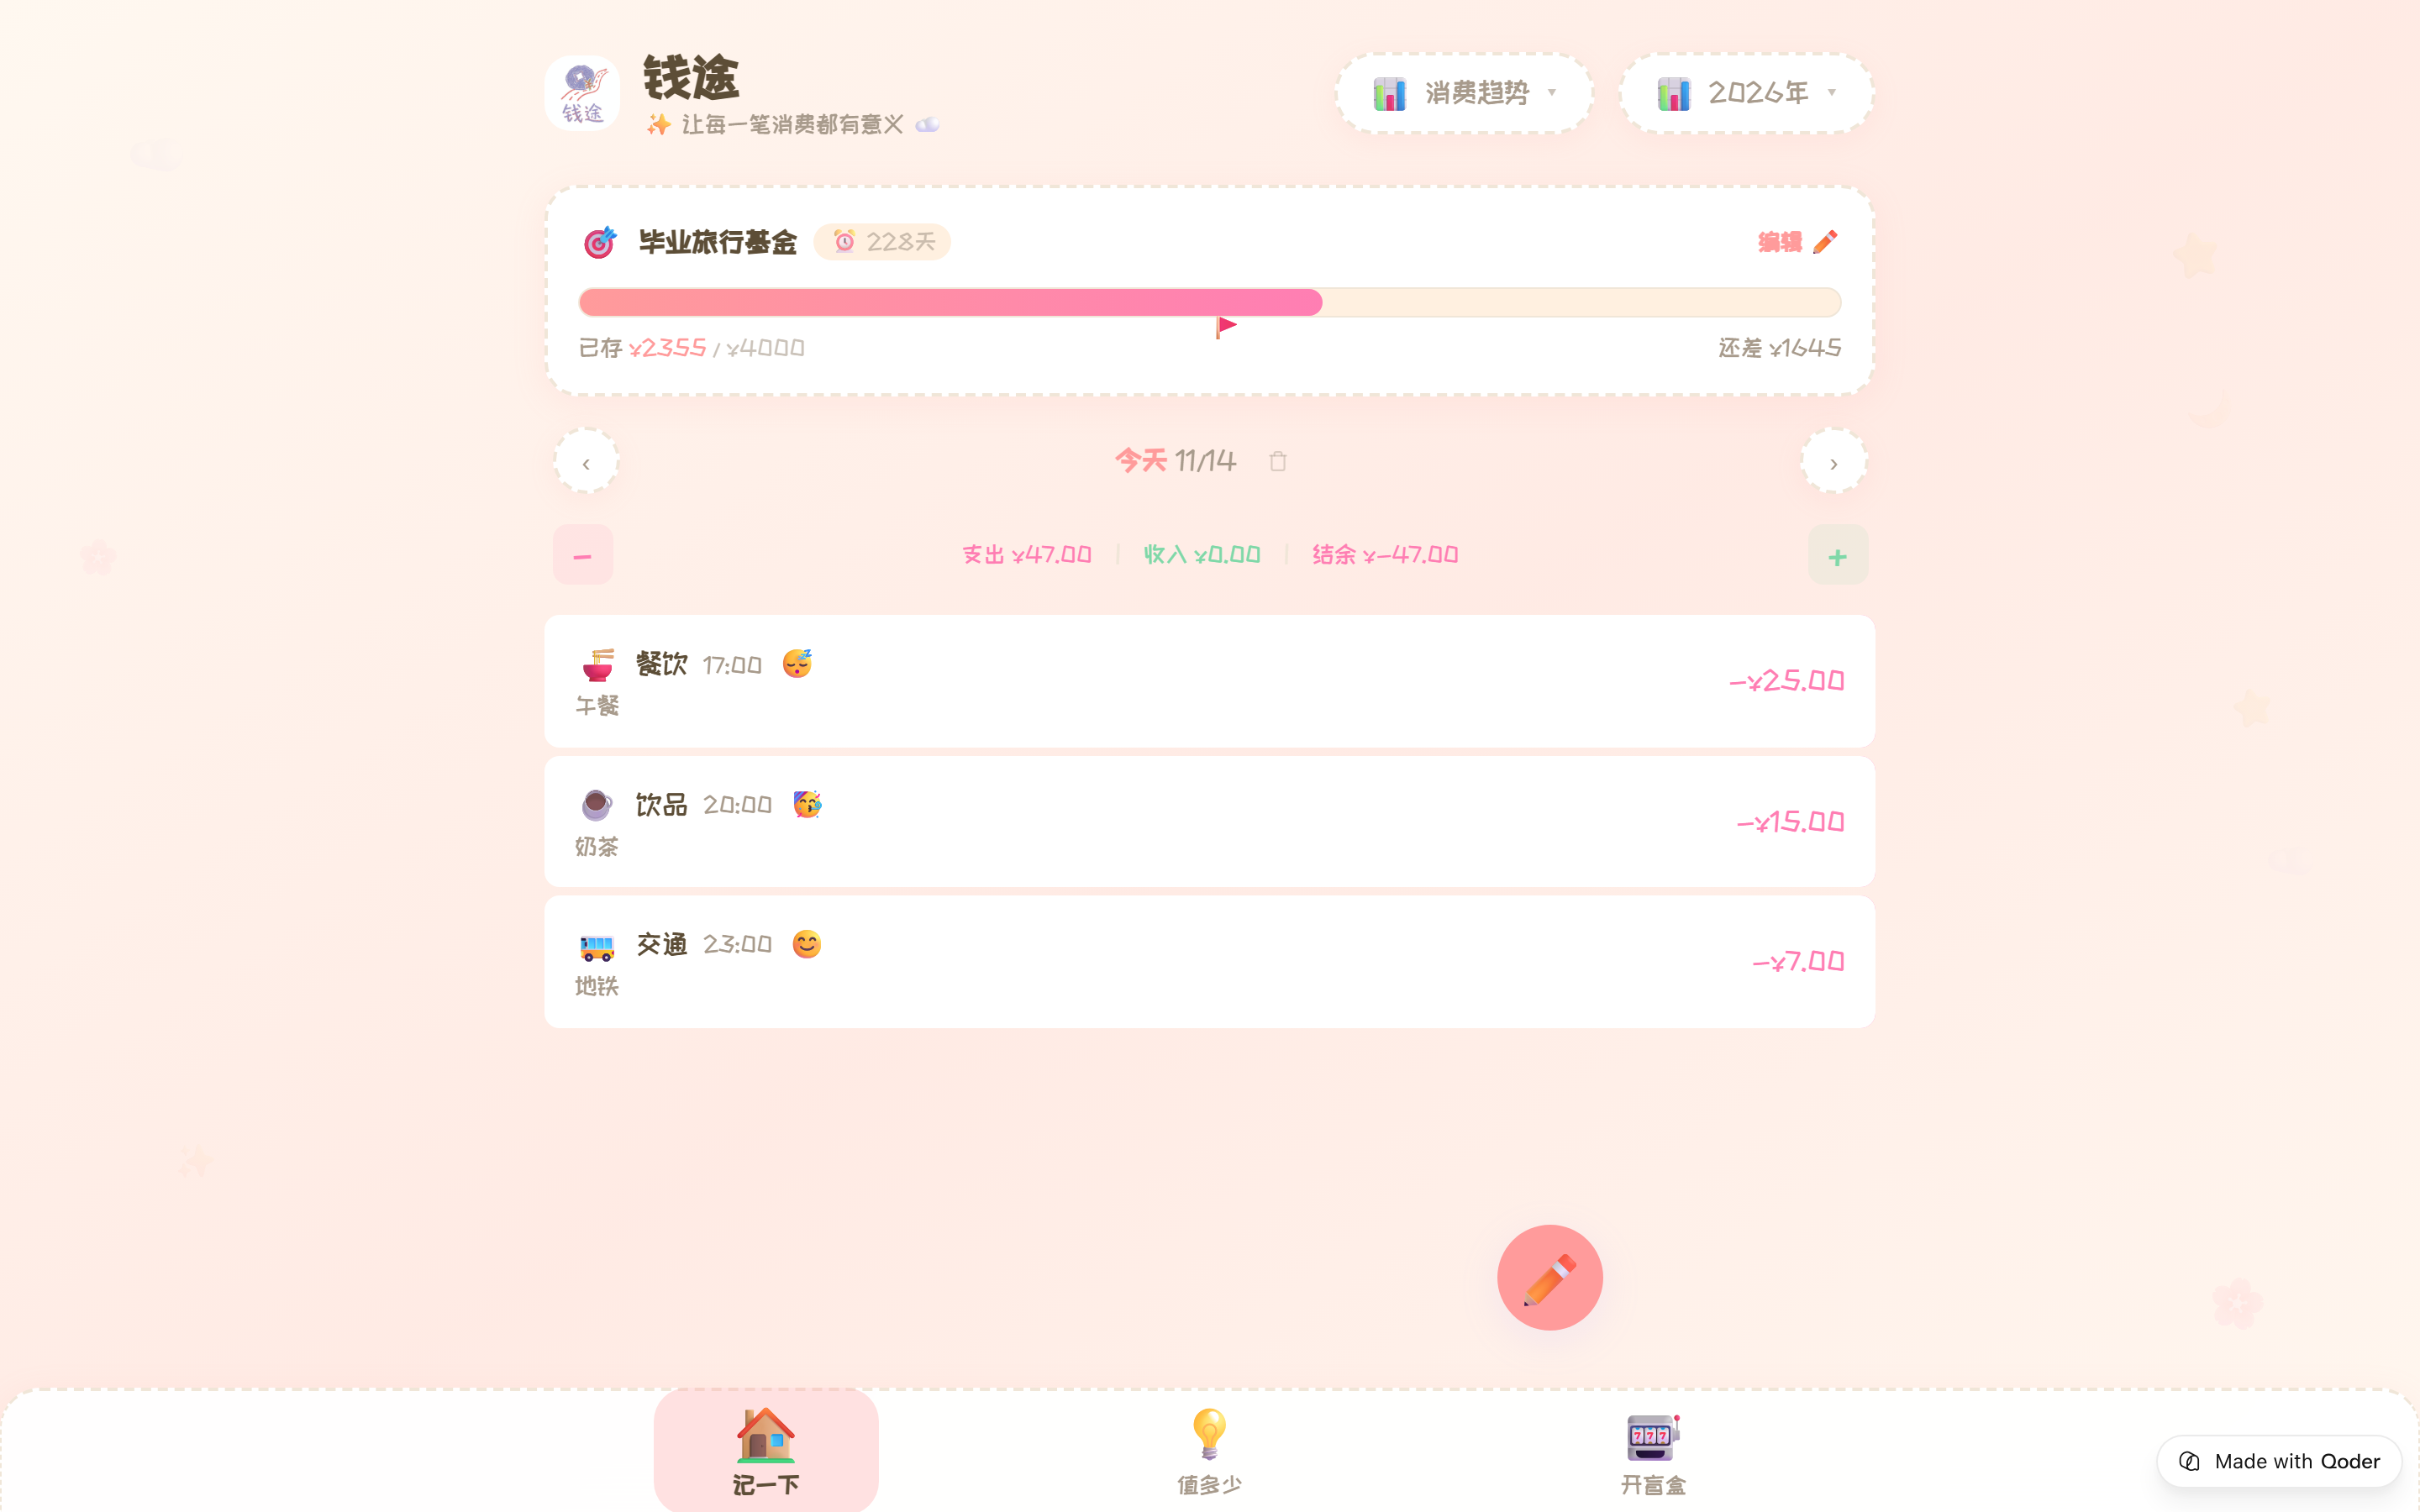 钱途
钱途
✨ 让每一笔消费都有意义
消费趋势 ▾
2026年 ▾
毕业旅行基金 228天
编辑
已存 ¥2355 / ¥4000
还差 ¥1645
‹ 今天 11/14 ›
− 支出 ¥47.00 | 收入 ¥0.00 | 结余 ¥-47.00 +
餐饮 17:00
-¥25.00
午餐
饮品 20:00
-¥15.00
奶茶
交通 23:00
-¥7.00
地铁
777
记一下
值多少
开盲盒
Made with Qoder